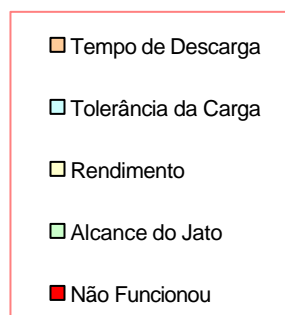 Tempo de Descarga
Tolerância da Carga
Rendimento
Alcance do Jato
Não Funcionou